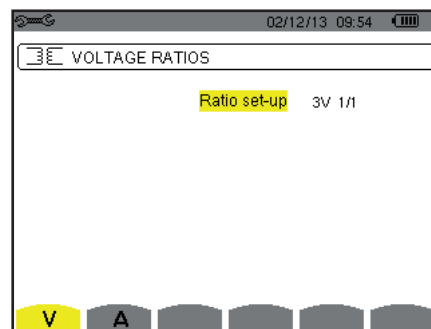 02/12/13 09:54
VOLTAGE RATIOS
Ratio set-up 3V 1/1
V A